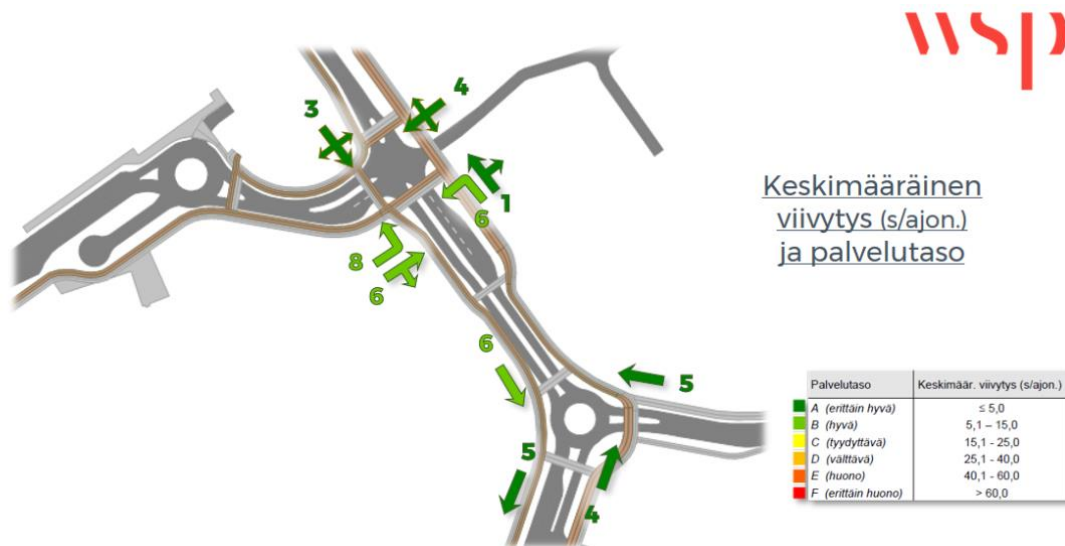 wsp
4
3
Keskimääräinen
viivytys (s/ajon.)
ja palvelutaso
1
6
8
6
6
5
5
4
Palvelutaso Keskimäär. viivytys (s/ajon.)
A (erittäin hyvä) ≤ 5,0
B (hyvä) 5,1 – 15,0
C (tyydyttävä) 15,1 - 25,0
D (välttävä) 25,1 - 40,0
E (huono) 40,1 - 60,0
F (erittäin huono) > 60,0